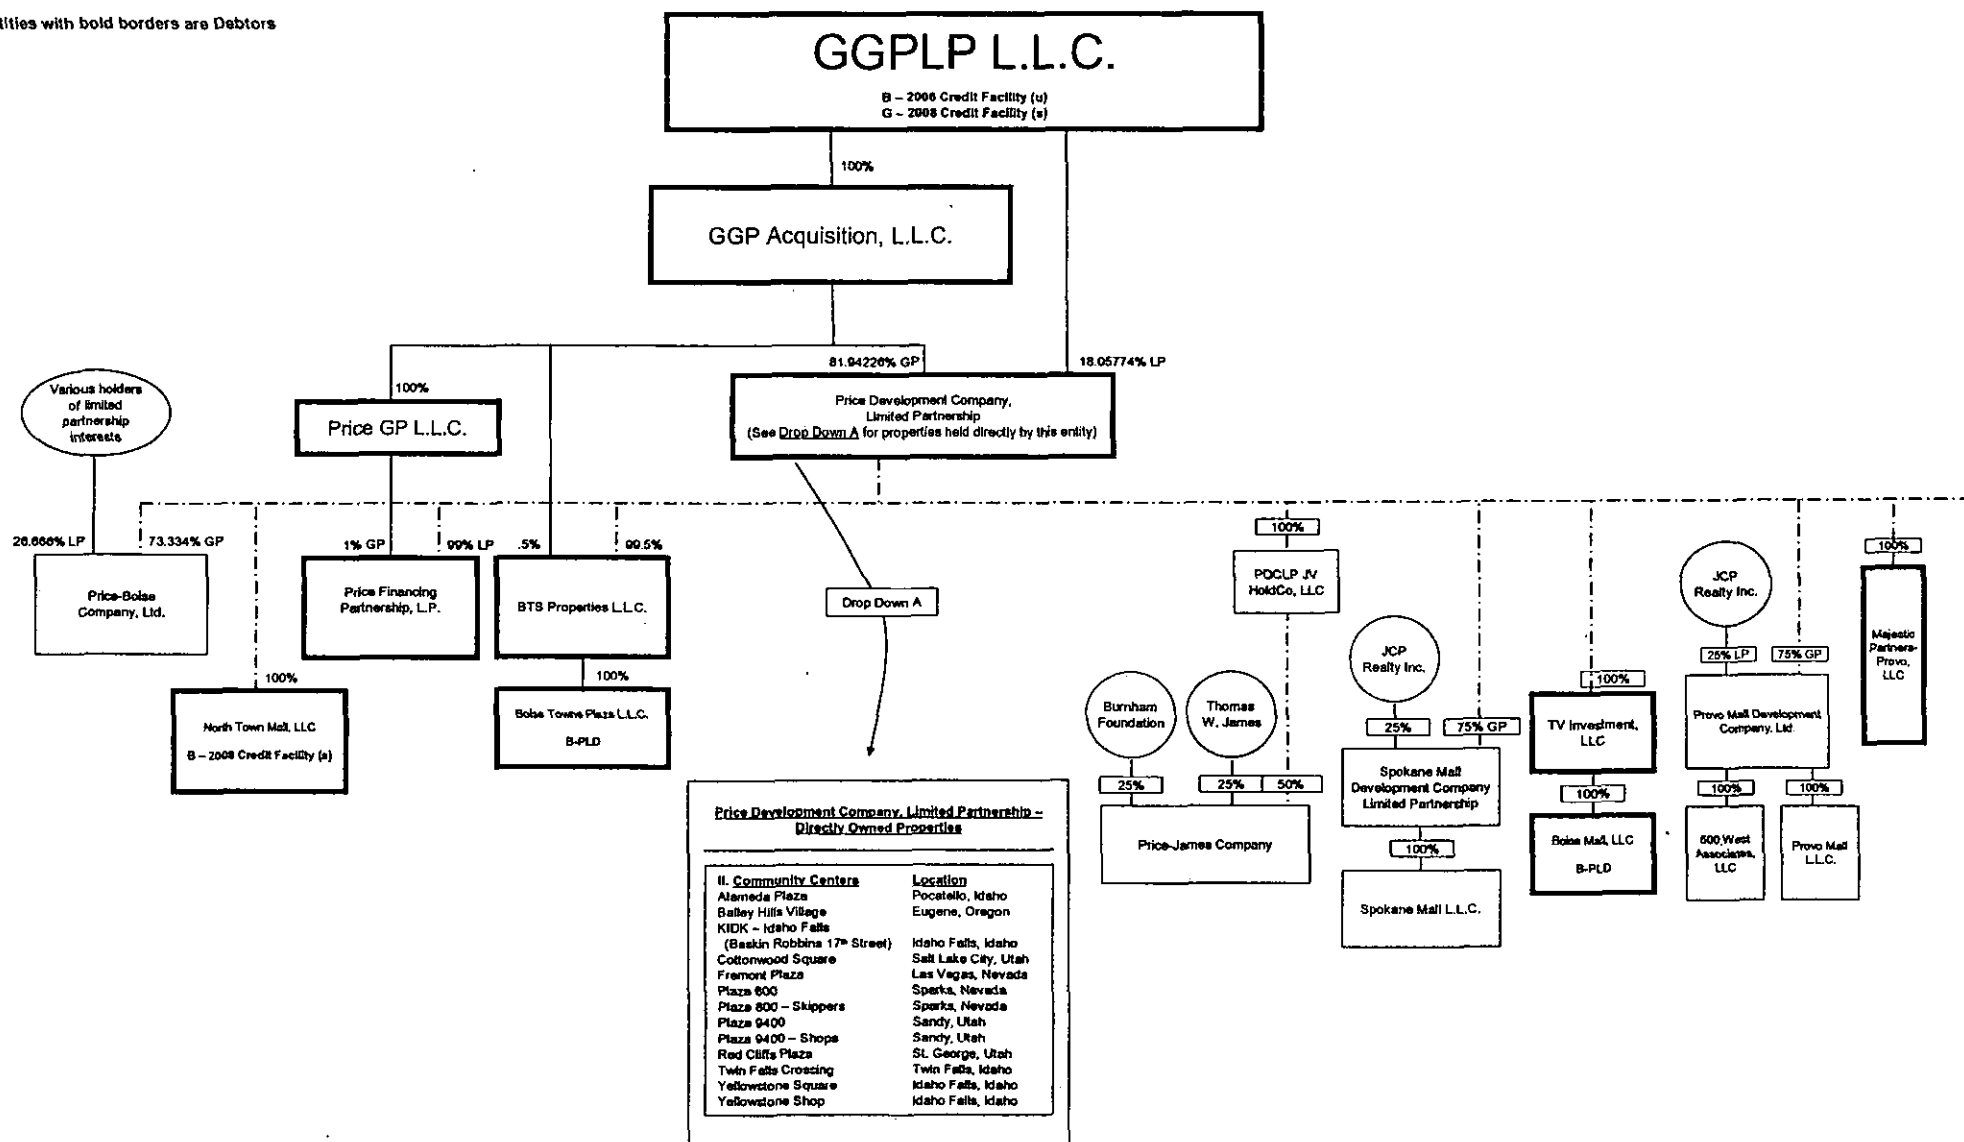 tities with bold borders are Debtors
GGPLP L.L.C.
B – 2006 Credit Facility (u)
G – 2008 Credit Facility (s)
100%
GGP Acquisition, L.L.C.
81.94226% GP
18.05774% LP
Various holders
of limited
partnership
interests
100%
Price GP L.L.C.
Price Development Company,
Limited Partnership
(See Drop Down A for properties held directly by this entity)
26.666% LP
73.334% GP
1% GP
99% LP
.5%
99.5%
Price-Boise
Company, Ltd.
Price Financing
Partnership, L.P.
BTS Properties L.L.C.
Drop Down A
100%
North Town Mall, LLC
B – 2008 Credit Facility (s)
100%
Boise Towne Plaza L.L.C.
B-PLD
100%
PDCLP JV
HoldCo, LLC
Burnham
Foundation
Thomas
W. James
25%
25%
50%
Price-James Company
JCP
Realty Inc.
25%
75% GP
Spokane Mall
Development Company
Limited Partnership
100%
Spokane Mall L.L.C.
100%
TV Investment,
LLC
100%
Boise Mall, LLC
B-PLD
JCP
Realty Inc.
25% LP
75% GP
Provo Mall Development
Company, Ltd.
100%
100%
500 West
Associates,
LLC
Provo Mall
L.L.C.
100%
Majestic
Partners-
Provo,
LLC
Price Development Company, Limited Partnership –
Directly Owned Properties
II. Community Centers Location
Alameda Plaza Pocatello, Idaho
Bailey Hills Village Eugene, Oregon
KIDK – Idaho Falls
(Baskin Robbins 17th Street) Idaho Falls, Idaho
Cottonwood Square Salt Lake City, Utah
Fremont Plaza Las Vegas, Nevada
Plaza 800 Sparks, Nevada
Plaza 800 – Skippers Sparks, Nevada
Plaza 9400 Sandy, Utah
Plaza 9400 – Shops Sandy, Utah
Red Cliffs Plaza St. George, Utah
Twin Falls Crossing Twin Falls, Idaho
Yellowstone Square Idaho Falls, Idaho
Yellowstone Shop Idaho Falls, Idaho